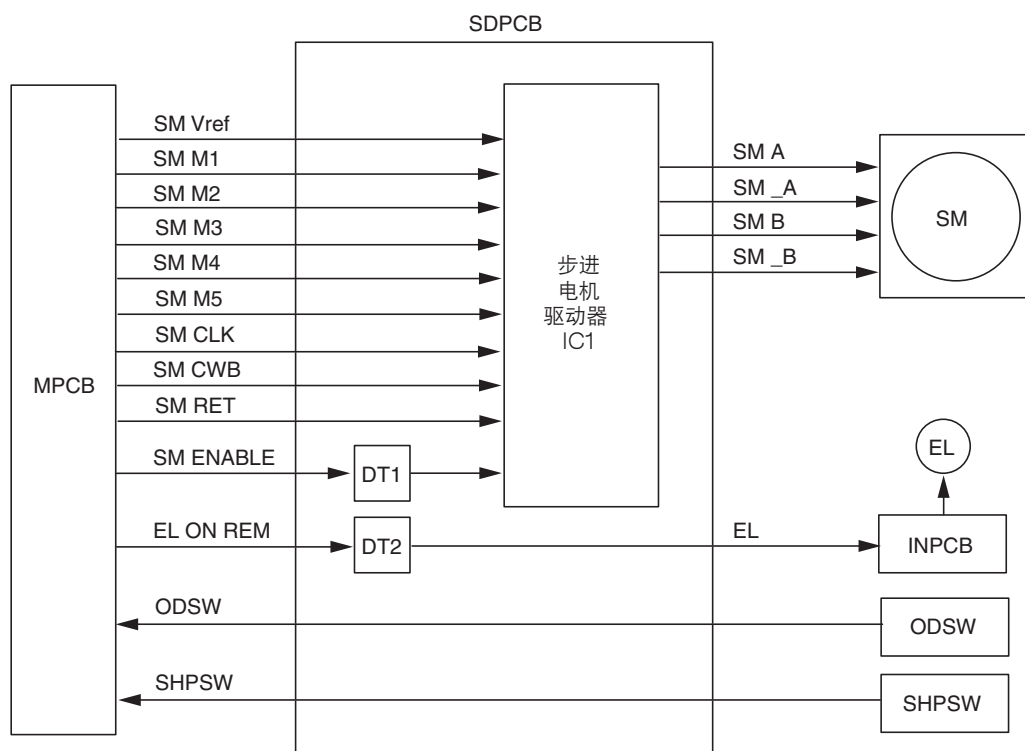 SDPCB
MPCB
SM Vref
SM M1
SM M2
SM M3
SM M4
SM M5
SM CLK
SM CWB
SM RET
SM ENABLE
DT1
EL ON REM
DT2
ODSW
SHPSW
步进
电机
驱动器
IC1
SM A
SM _A
SM B
SM _B
SM
EL
EL
INPCB
ODSW
SHPSW